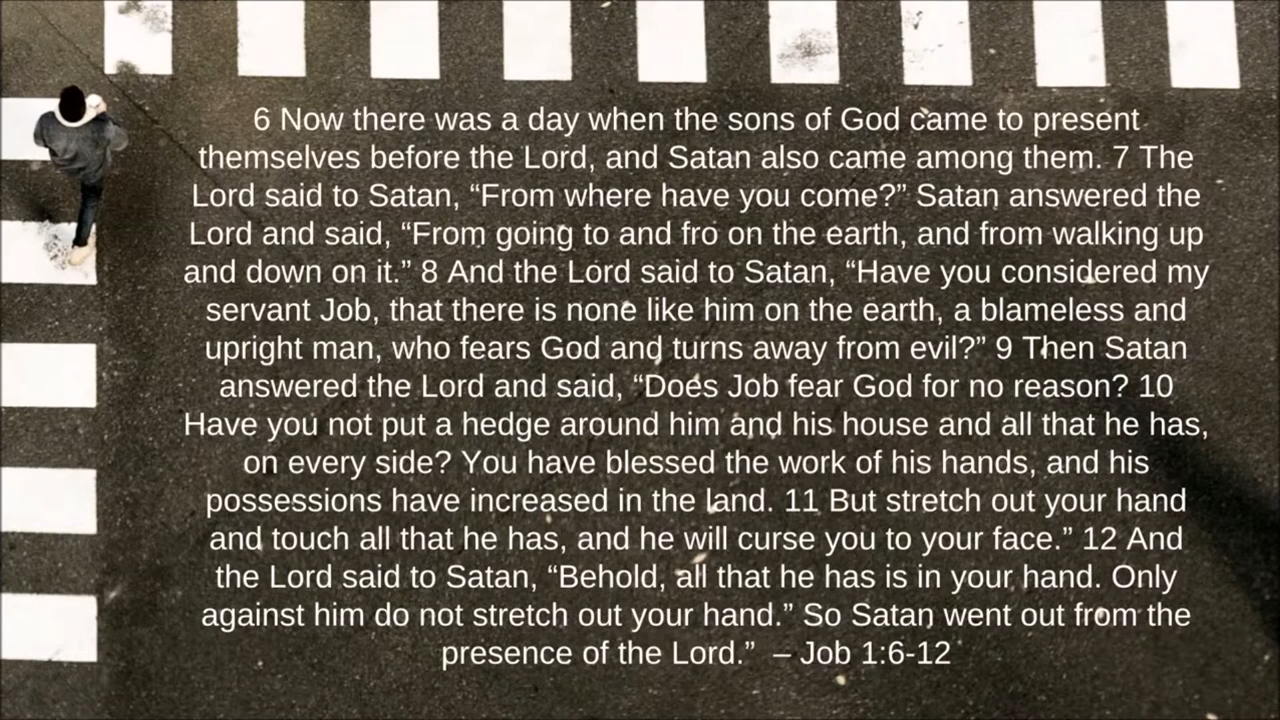 6 Now there was a day when the sons of God came to present
themselves before the Lord, and Satan also came among them. 7 The
Lord said to Satan, “From where have you come?” Satan answered the
Lord and said, “From going to and fro on the earth, and from walking up
and down on it.” 8 And the Lord said to Satan, “Have you considered my
servant Job, that there is none like him on the earth, a blameless and
upright man, who fears God and turns away from evil?” 9 Then Satan
answered the Lord and said, “Does Job fear God for no reason? 10
Have you not put a hedge around him and his house and all that he has,
on every side? You have blessed the work of his hands, and his
possessions have increased in the land. 11 But stretch out your hand
and touch all that he has, and he will curse you to your face.” 12 And
the Lord said to Satan, “Behold, all that he has is in your hand. Only
against him do not stretch out your hand.” So Satan went out from the
presence of the Lord.”  – Job 1:6-12